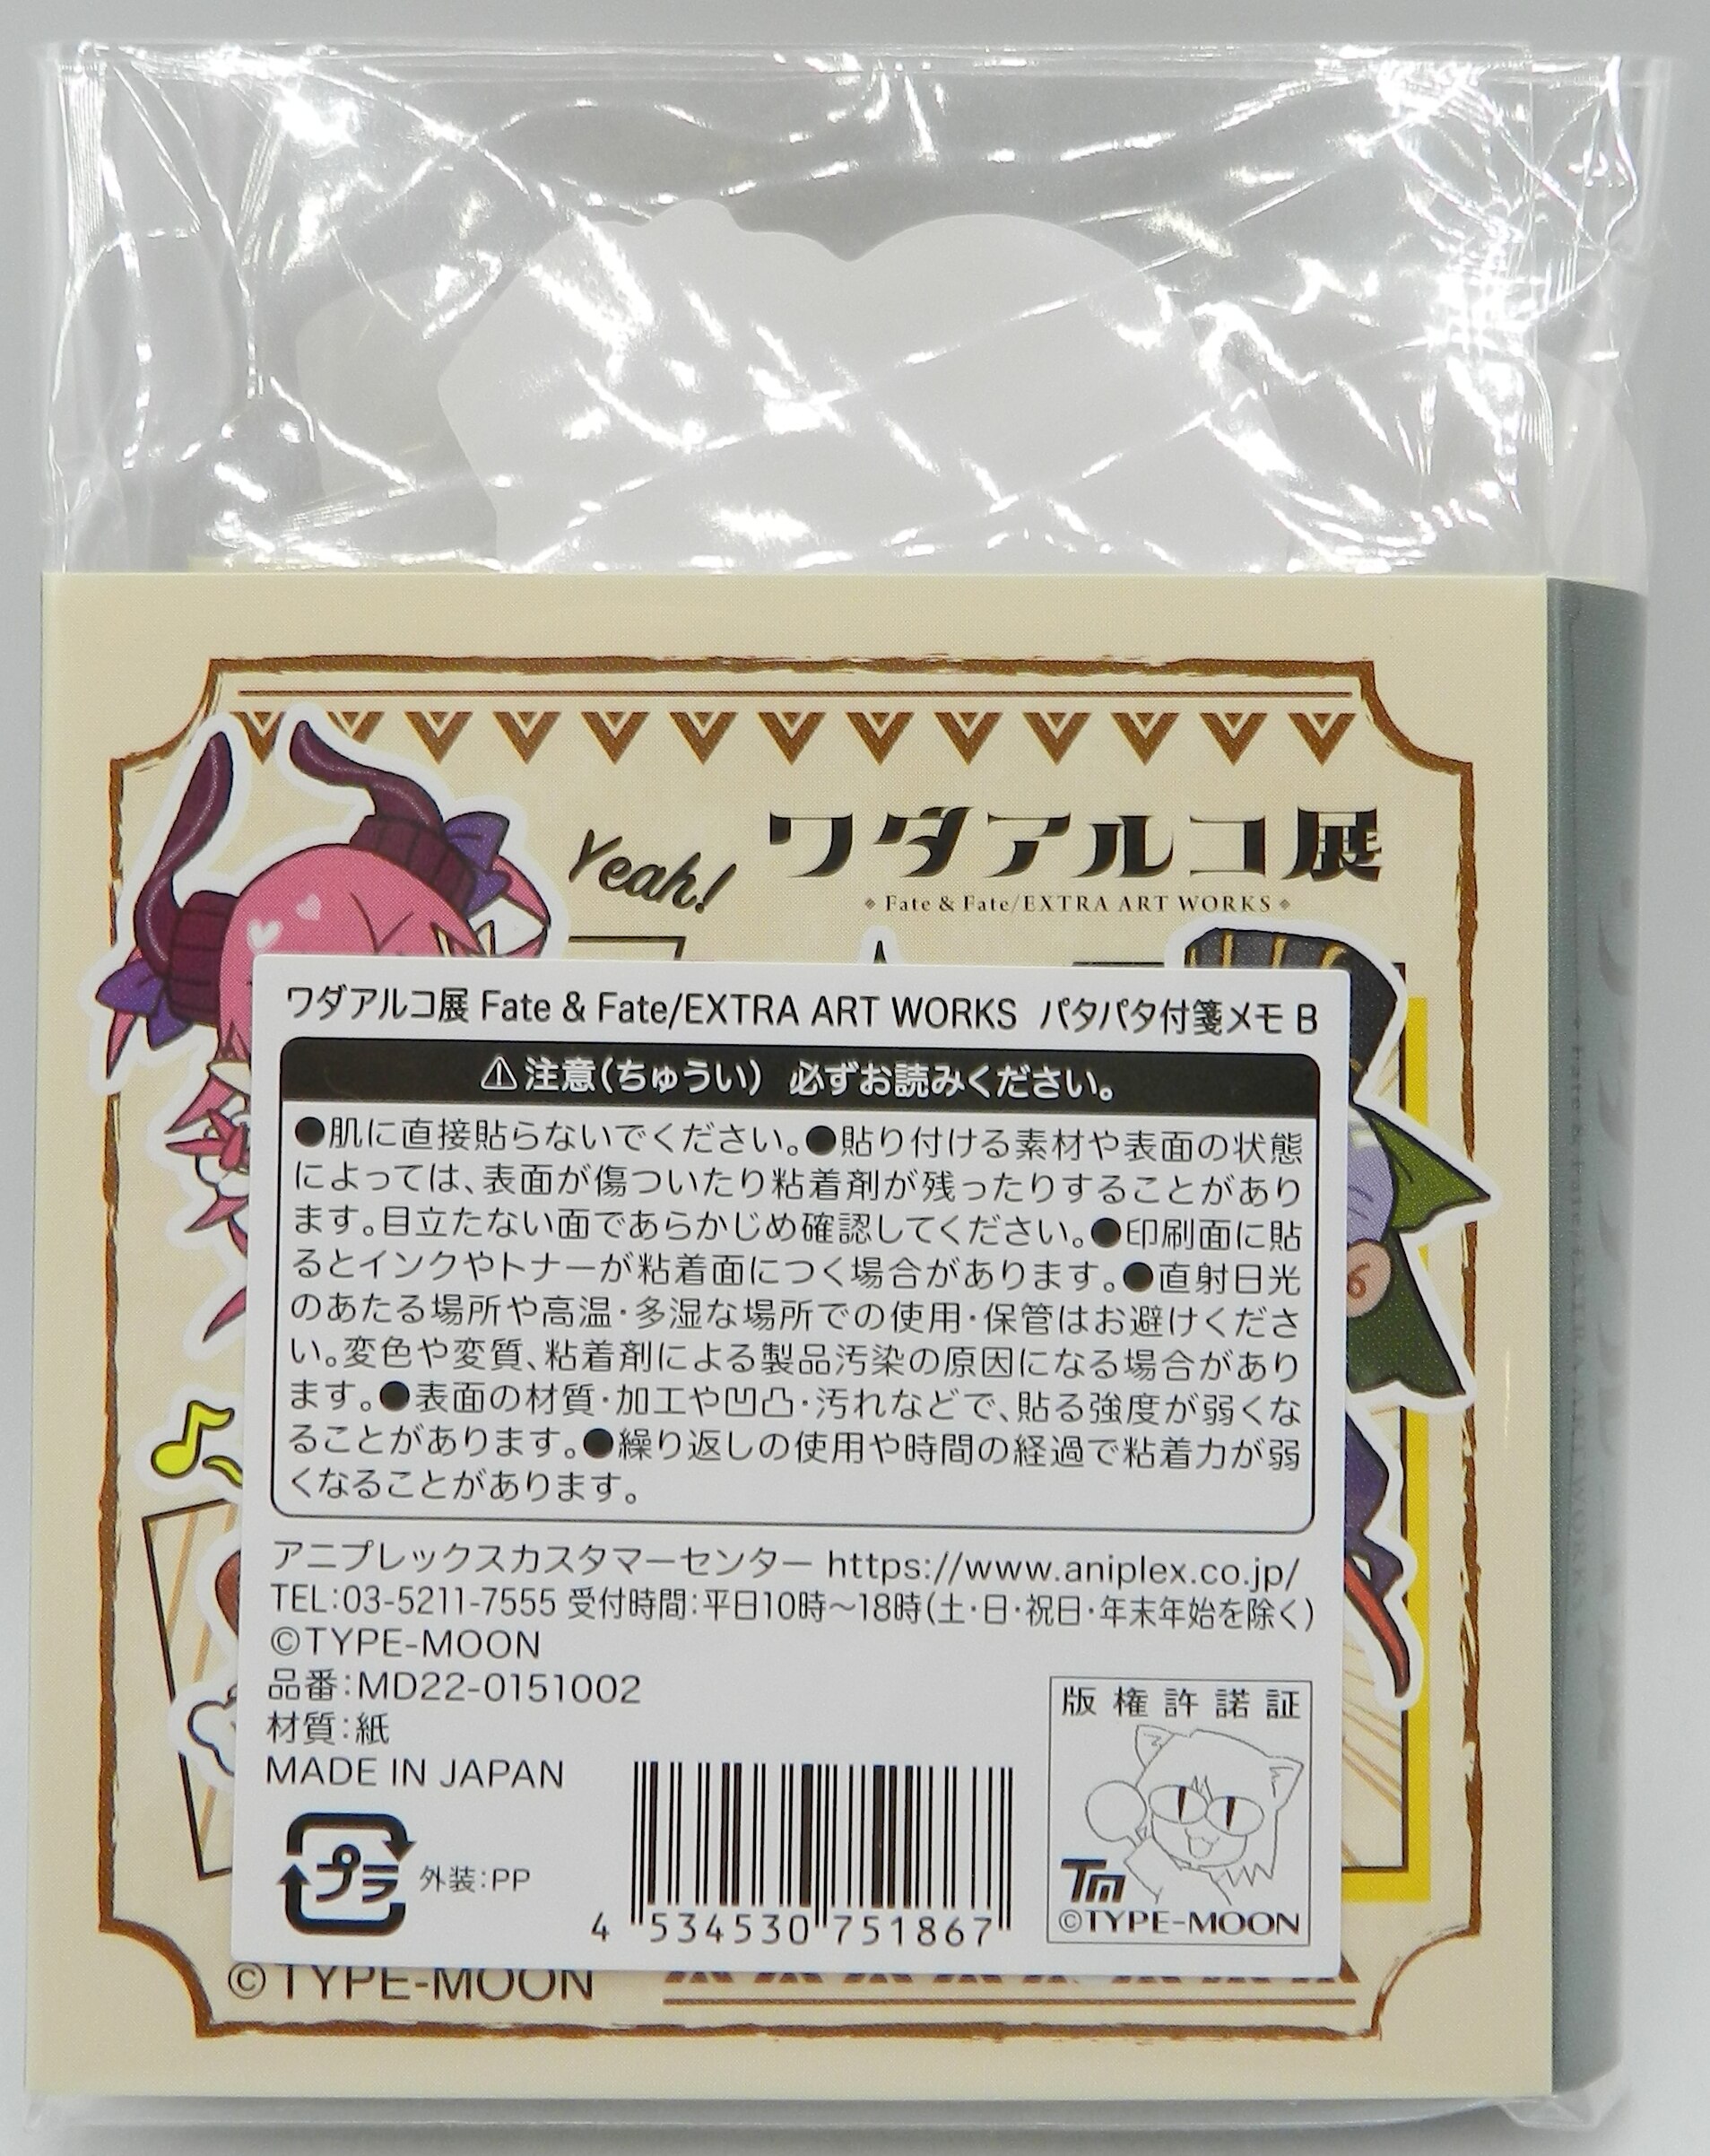 Yeah!
ワダアルコ展
Fate & Fate/EXTRA ART WORKS
ワダアルコ展 Fate & Fate/EXTRA ART WORKS パタパタ付箋メモ B
⚠注意(ちゅうい) 必ずお読みください。
●肌に直接貼らないでください。●貼り付ける素材や表面の状態
によっては、表面が傷ついたり粘着剤が残ったりすることがあり
ます。目立たない面であらかじめ確認してください。●印刷面に貼
るとインクやトナーが粘着面につく場合があります。●直射日光
のあたる場所や高温・多湿な場所での使用・保管はお避けくださ
い。変色や変質、粘着剤による製品汚染の原因になる場合があり
ます。●表面の材質・加工や凹凸・汚れなどで、貼る強度が弱くな
ることがあります。●繰り返しの使用や時間の経過で粘着力が弱
くなることがあります。
アニプレックスカスタマーセンター https://www.aniplex.co.jp/
TEL:03-5211-7555 受付時間:平日10時～18時(土・日・祝日・年末年始を除く)
©TYPE-MOON
品番:MD22-0151002
材質:紙
MADE IN JAPAN
プラ 外装:PP
4 534530 751867
版権許諾証
TM
©TYPE-MOON
©TYPE-MOON